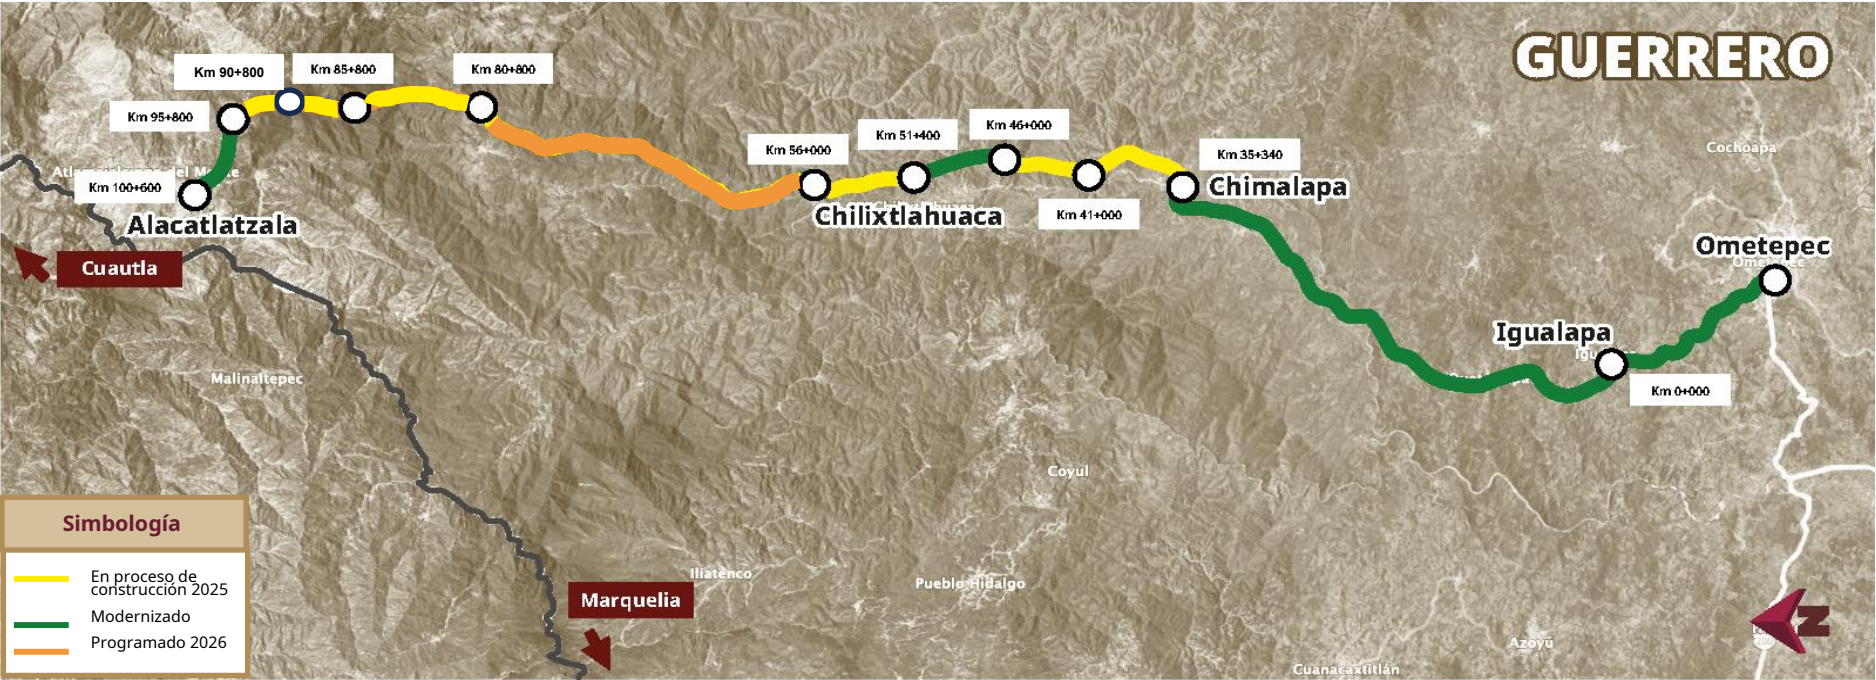 GUERRERO
Km 90+800
Km 85+800
Km 80+800
Km 95+800
Km 56+000
Km 51+400
Km 46+000
Km 35+340
Cochoapa
Km 100+600
Chimalapa
Chilixtlahuaca
Km 41+000
Alacatlatzala
Ometepec
Cuautla
Igualapa
Malinaltepec
Km 0+000
Coyul
Simbología
En proceso de
construcción 2025
Modernizado
Programado 2026
Iliatenco
Pueblo Hidalgo
Marquelia
Azoyú
Cuanacaxtitlán
N